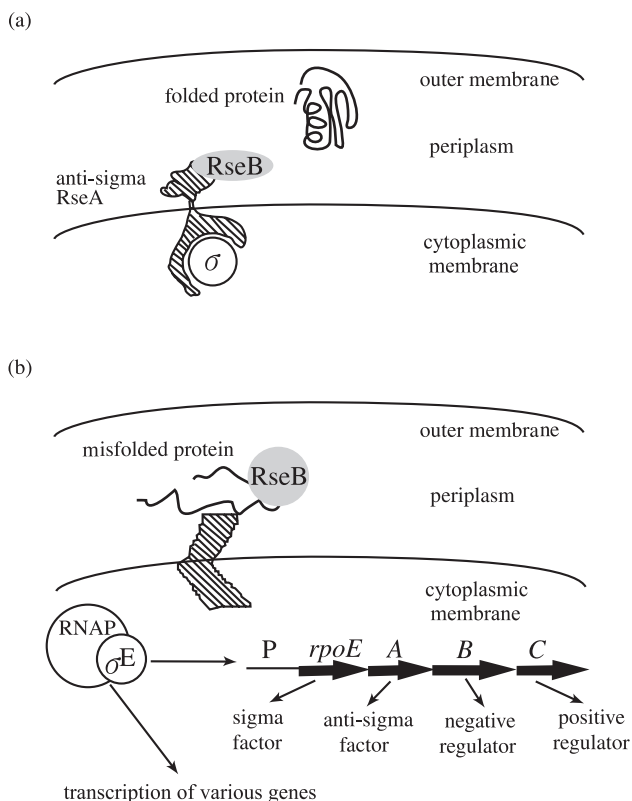 (a)
outer membrane
folded protein
periplasm
RseB
anti-sigma
RseA
cytoplasmic
membrane
σ
(b)
outer membrane
misfolded protein
RseB
periplasm
cytoplasmic
membrane
RNAP
σE
P rpoE A B C
sigma
factor
anti-sigma
factor
negative
regulator
positive
regulator
transcription of various genes